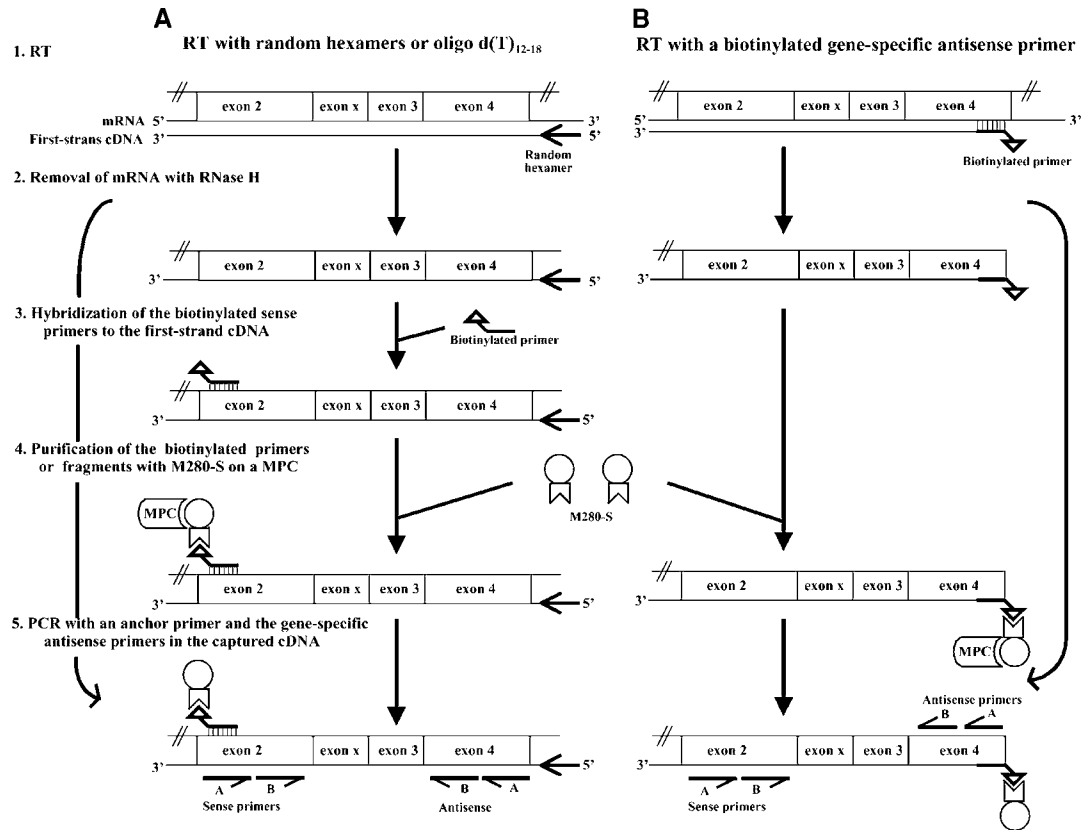 A
B
1. RT
RT with random hexamers or oligo d(T)12-18
RT with a biotinylated gene-specific antisense primer
exon 2 exon x exon 3 exon 4
mRNA 5’ 3’
First-strans cDNA 3’ 5’
Random
hexamer
exon 2 exon x exon 3 exon 4
5’ 3’
3’
Biotinylated primer
2. Removal of mRNA with RNase H
exon 2 exon x exon 3 exon 4
3’ 5’
exon 2 exon x exon 3 exon 4
3’
3. Hybridization of the biotinylated sense
primers to the first-strand cDNA
Biotinylated primer
exon 2 exon x exon 3 exon 4
3’ 5’
4. Purification of the biotinylated primers
or fragments with M280-S on a MPC
M280-S
MPC
exon 2 exon x exon 3 exon 4
3’ 5’
exon 2 exon x exon 3 exon 4
3’
MPC
5. PCR with an anchor primer and the gene-specific
antisense primers in the captured cDNA
exon 2 exon x exon 3 exon 4
3’ 5’
A B B A
Sense primers Antisense
Antisense primers
B A
exon 2 exon x exon 3 exon 4
3’
A B
Sense primers